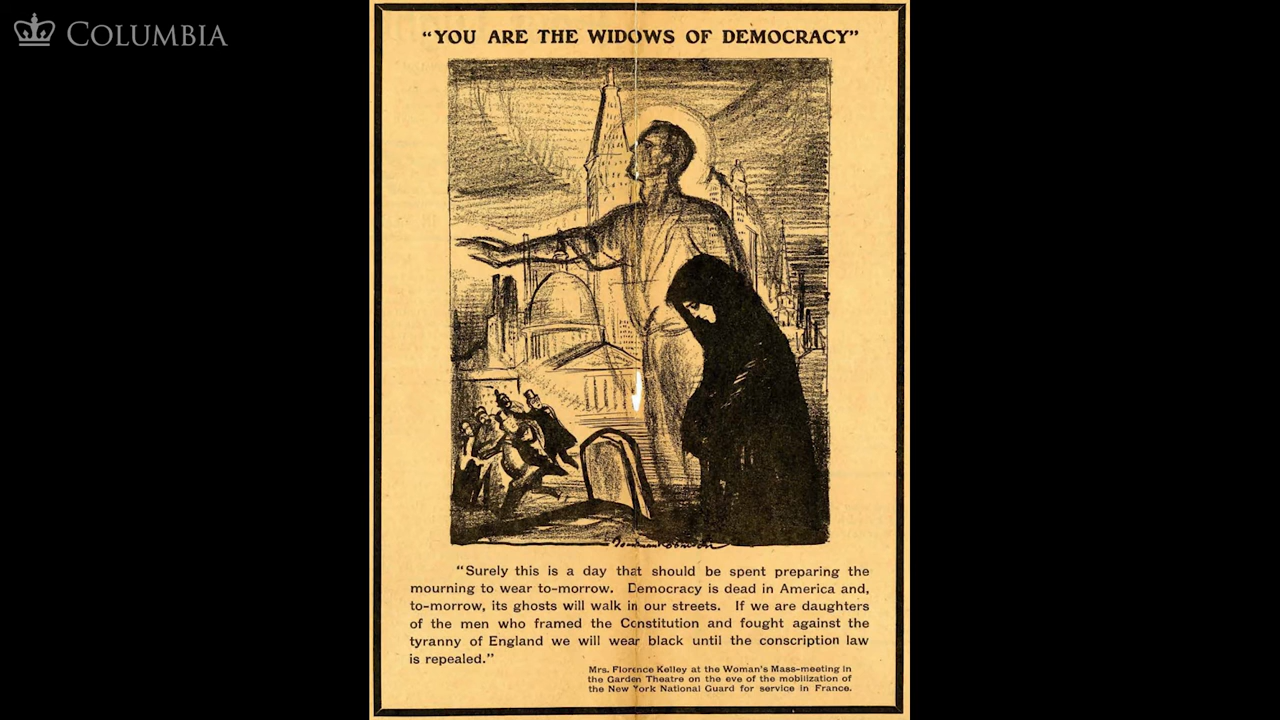 COLUMBIA
"YOU ARE THE WIDOWS OF DEMOCRACY"
Boardman Robinson
"Surely this is a day that should be spent preparing the
mourning to wear to-morrow. Democracy is dead in America and,
to-morrow, its ghosts will walk in our streets. If we are daughters
of the men who framed the Constitution and fought against the
tyranny of England we will wear black until the conscription law
is repealed."
Mrs. Florence Kelley at the Woman's Mass-meeting in
the Garden Theatre on the eve of the mobilization of
the New York National Guard for service in France.